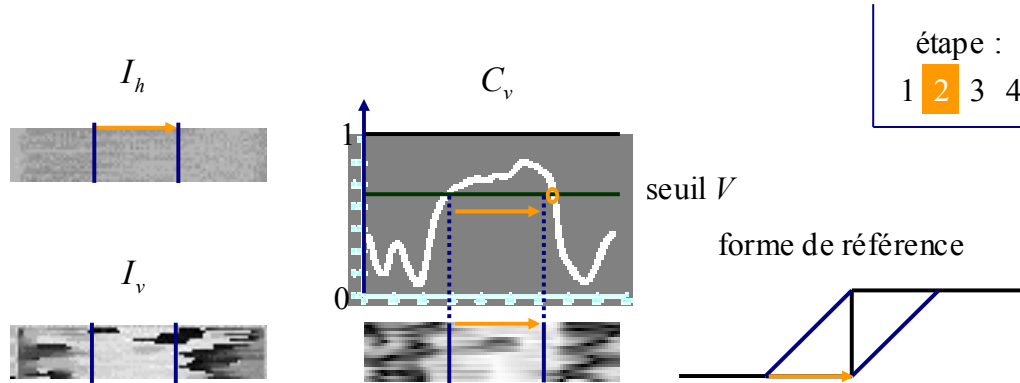 étape :
1 2 3 4
I_h
C_v
1
seuil V
forme de référence
I_v
0